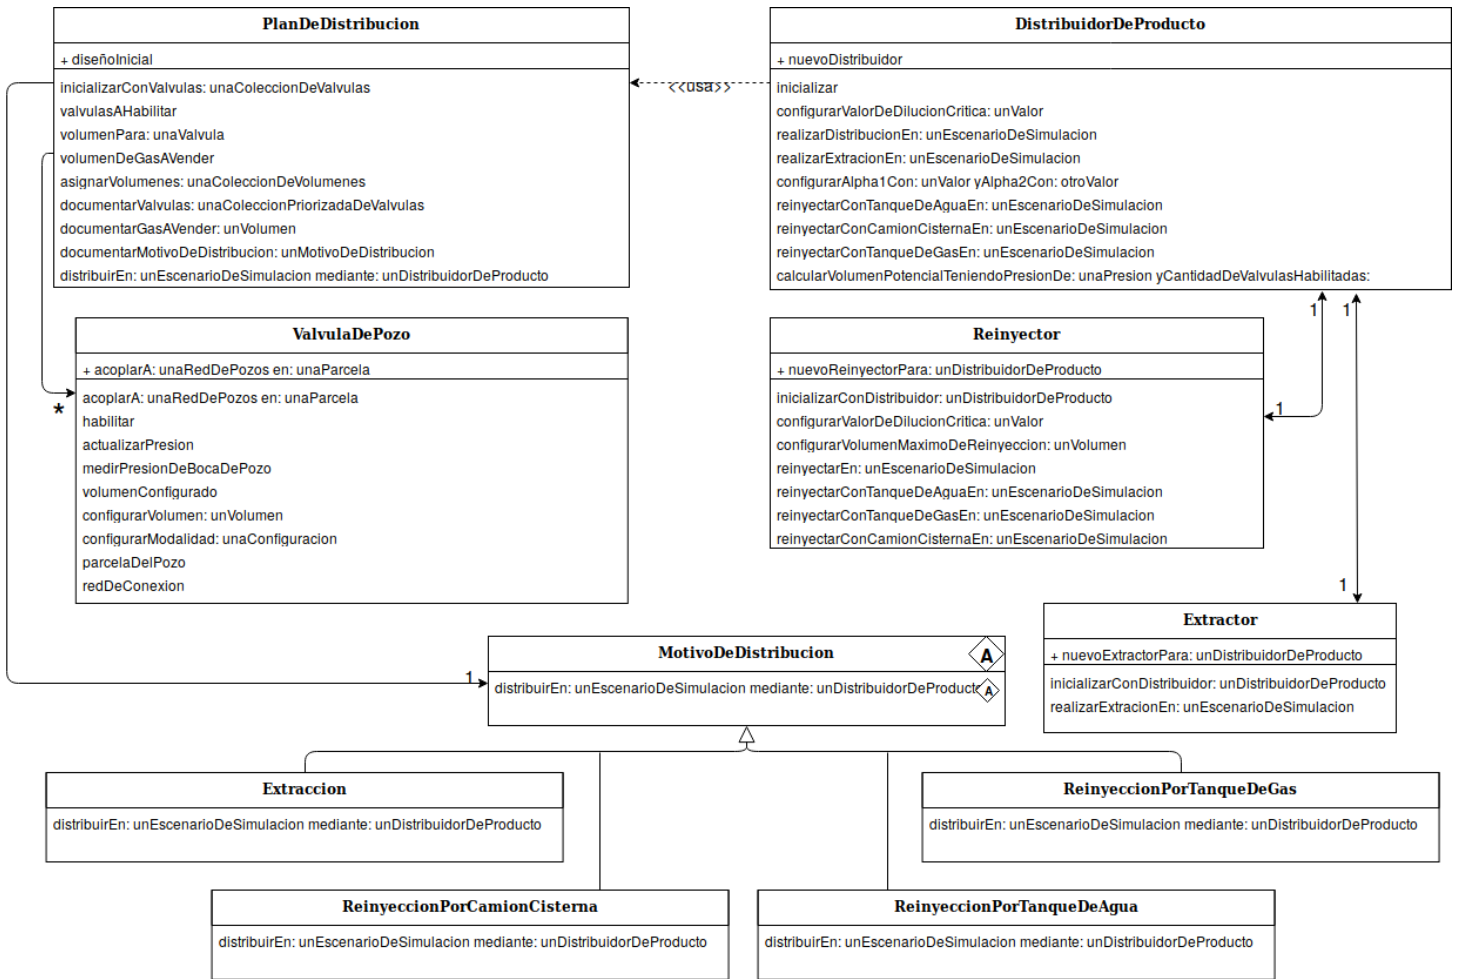 PlanDeDistribucion
+ diseñoInicial
inicializarConValvulas: unaColeccionDeValvulas
valvulasAHabilitar
volumenPara: unaValvula
volumenDeGasAVender
asignarVolumenes: unaColeccionDeVolumenes
documentarValvulas: unaColeccionPriorizadaDeValvulas
documentarGasAVender: unVolumen
documentarMotivoDeDistribucion: unMotivoDeDistribucion
distribuirEn: unEscenarioDeSimulacion mediante: unDistribuidorDeProducto
<<usa>>
DistribuidorDeProducto
+ nuevoDistribuidor
inicializar
configurarValorDeDilucionCritica: unValor
realizarDistribucionEn: unEscenarioDeSimulacion
realizarExtracionEn: unEscenarioDeSimulacion
configurarAlpha1Con: unValor yAlpha2Con: otroValor
reinyectarConTanqueDeAguaEn: unEscenarioDeSimulacion
reinyectarConCamionCisternaEn: unEscenarioDeSimulacion
reinyectarConTanqueDeGasEn: unEscenarioDeSimulacion
calcularVolumenPotencialTeniendoPresionDe: unaPresion yCantidadDeValvulasHabilitadas:
1
1
ValvulaDePozo
+ acoplarA: unaRedDePozos en: unaParcela
acoplarA: unaRedDePozos en: unaParcela
habilitar
actualizarPresion
medirPresionDeBocaDePozo
volumenConfigurado
configurarVolumen: unVolumen
configurarModalidad: unaConfiguracion
parcelaDelPozo
redDeConexion
*
Reinyector
+ nuevoReinyectorPara: unDistribuidorDeProducto
inicializarConDistribuidor: unDistribuidorDeProducto
configurarValorDeDilucionCritica: unValor
configurarVolumenMaximoDeReinyeccion: unVolumen
reinyectarEn: unEscenarioDeSimulacion
reinyectarConTanqueDeAguaEn: unEscenarioDeSimulacion
reinyectarConTanqueDeGasEn: unEscenarioDeSimulacion
reinyectarConCamionCisternaEn: unEscenarioDeSimulacion
1
1
Extractor
+ nuevoExtractorPara: unDistribuidorDeProducto
inicializarConDistribuidor: unDistribuidorDeProducto
realizarExtracionEn: unEscenarioDeSimulacion
1
MotivoDeDistribucion
A
distribuirEn: unEscenarioDeSimulacion mediante: unDistribuidorDeProducto
A
Extraccion
distribuirEn: unEscenarioDeSimulacion mediante: unDistribuidorDeProducto
ReinyeccionPorTanqueDeGas
distribuirEn: unEscenarioDeSimulacion mediante: unDistribuidorDeProducto
ReinyeccionPorCamionCisterna
distribuirEn: unEscenarioDeSimulacion mediante: unDistribuidorDeProducto
ReinyeccionPorTanqueDeAgua
distribuirEn: unEscenarioDeSimulacion mediante: unDistribuidorDeProducto